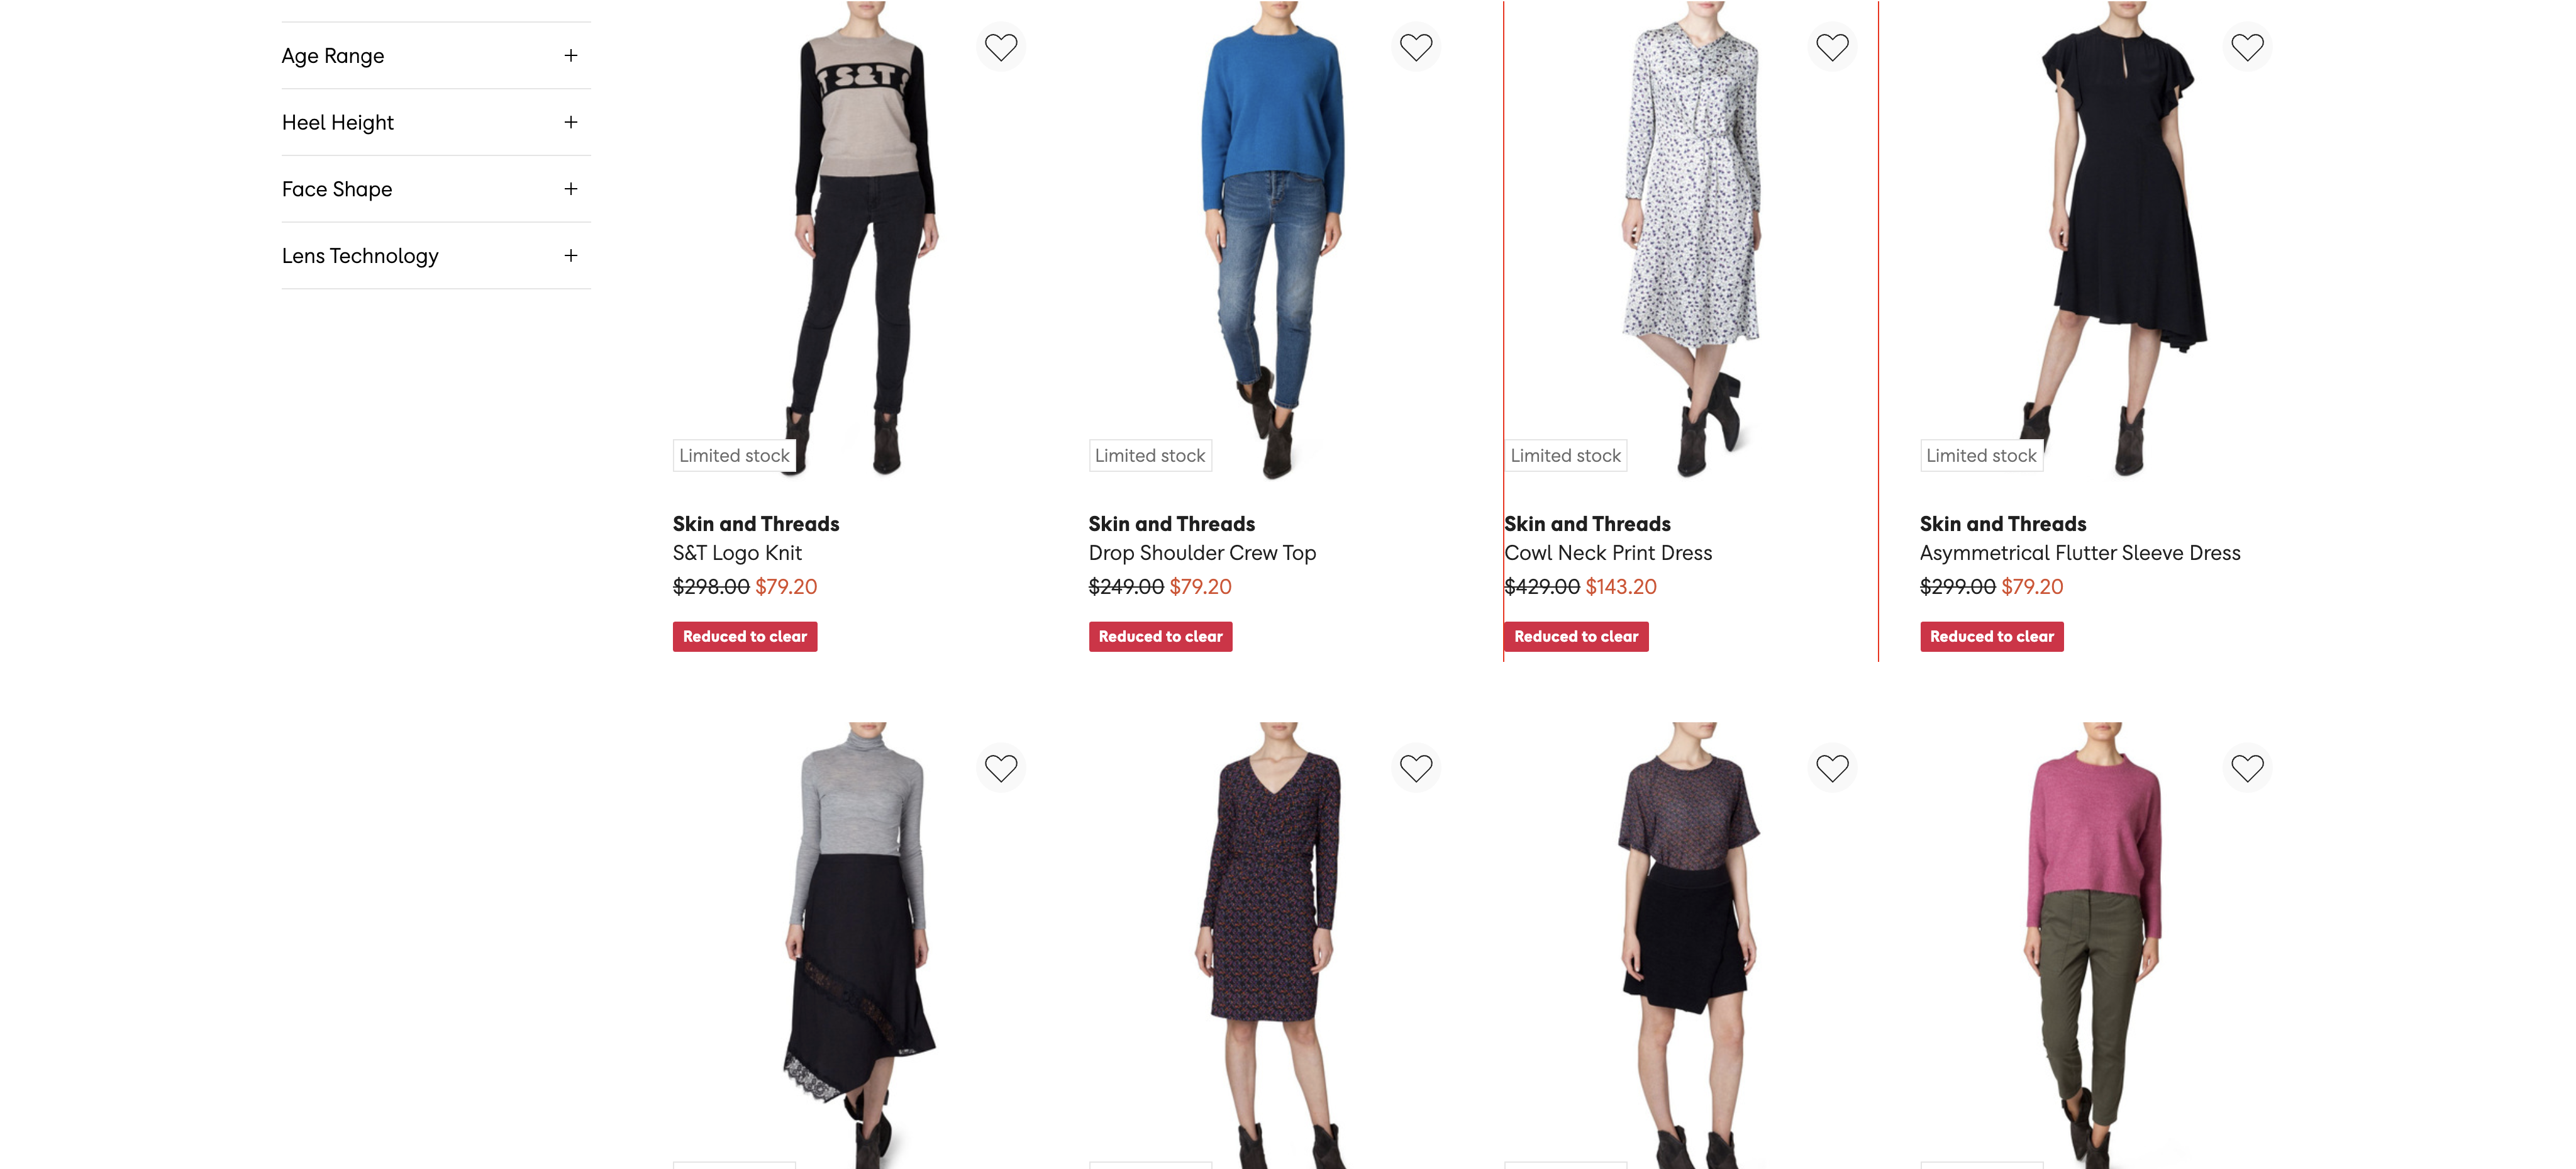 Age Range
Heel Height
Face Shape
Lens Technology
T S&T S
Limited stock
Limited stock
Limited stock
Limited stock
Skin and Threads
S&T Logo Knit
$298.00 $79.20
Reduced to clear
Skin and Threads
Drop Shoulder Crew Top
$249.00 $79.20
Reduced to clear
Skin and Threads
Cowl Neck Print Dress
$429.00 $143.20
Reduced to clear
Skin and Threads
Asymmetrical Flutter Sleeve Dress
$299.00 $79.20
Reduced to clear